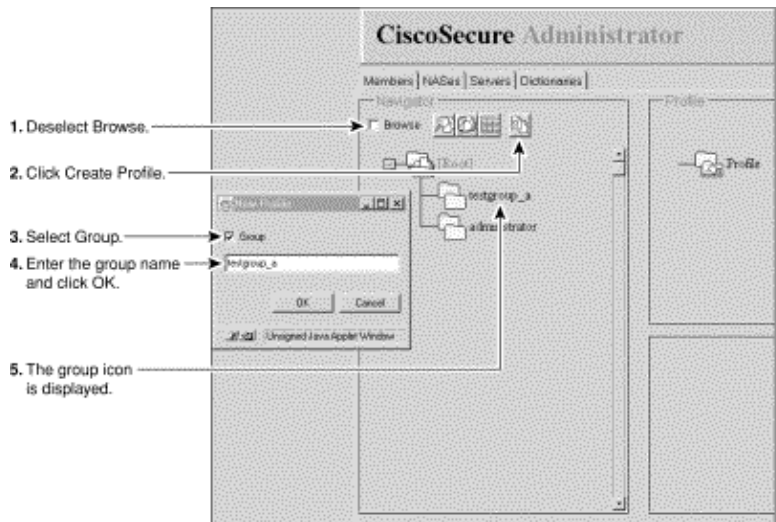 CiscoSecure Administrator
Members | NASes | Servers | Dictionaries |
Navigator
Profile
1. Deselect Browse.
Browse
2. Click Create Profile.
[Root]
Profile
testgroup_a
New Profile
administrator
3. Select Group.
Group
4. Enter the group name
and click OK.
testgroup_a
OK Cancel
Unsigned Java Applet Window
5. The group icon
is displayed.